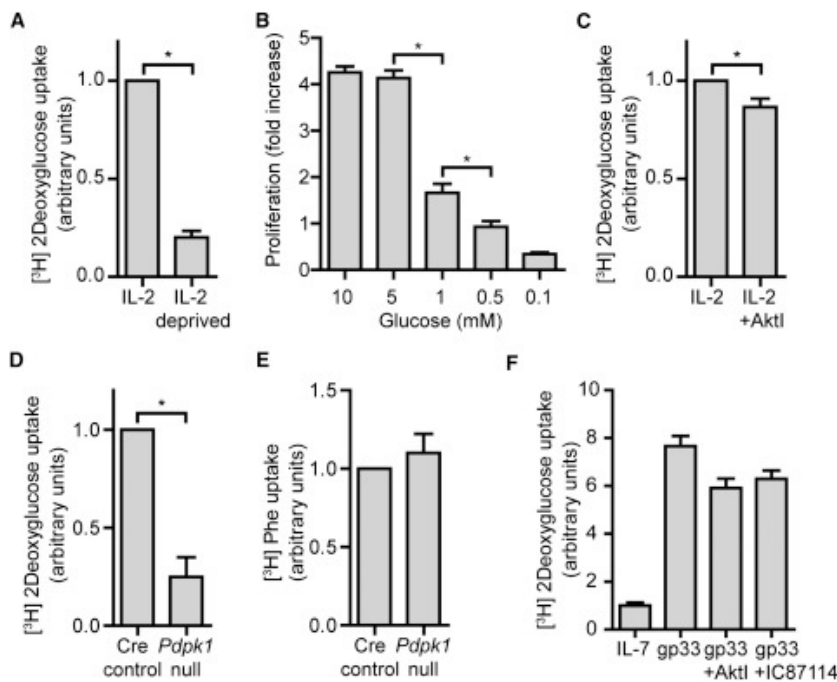 A
[³H] 2Deoxyglucose uptake
(arbitrary units)
1.0
0.5
0.0
*
IL-2
IL-2
deprived
B
Proliferation (fold increase)
5
4
3
2
1
0
*
*
10
5
1
0.5
0.1
Glucose (mM)
C
[³H] 2Deoxyglucose uptake
(arbitrary units)
1.0
0.5
0.0
*
IL-2
IL-2
+AktI
D
[³H] 2Deoxyglucose uptake
(arbitrary units)
1.0
0.5
0.0
*
Cre
control
Pdpk1
null
E
[³H] Phe uptake
(arbitrary units)
1.5
1.0
0.5
0.0
Cre
control
Pdpk1
null
F
[³H] 2Deoxyglucose uptake
(arbitrary units)
10
8
6
4
2
0
IL-7
gp33
gp33
+AktI
gp33
+IC87114